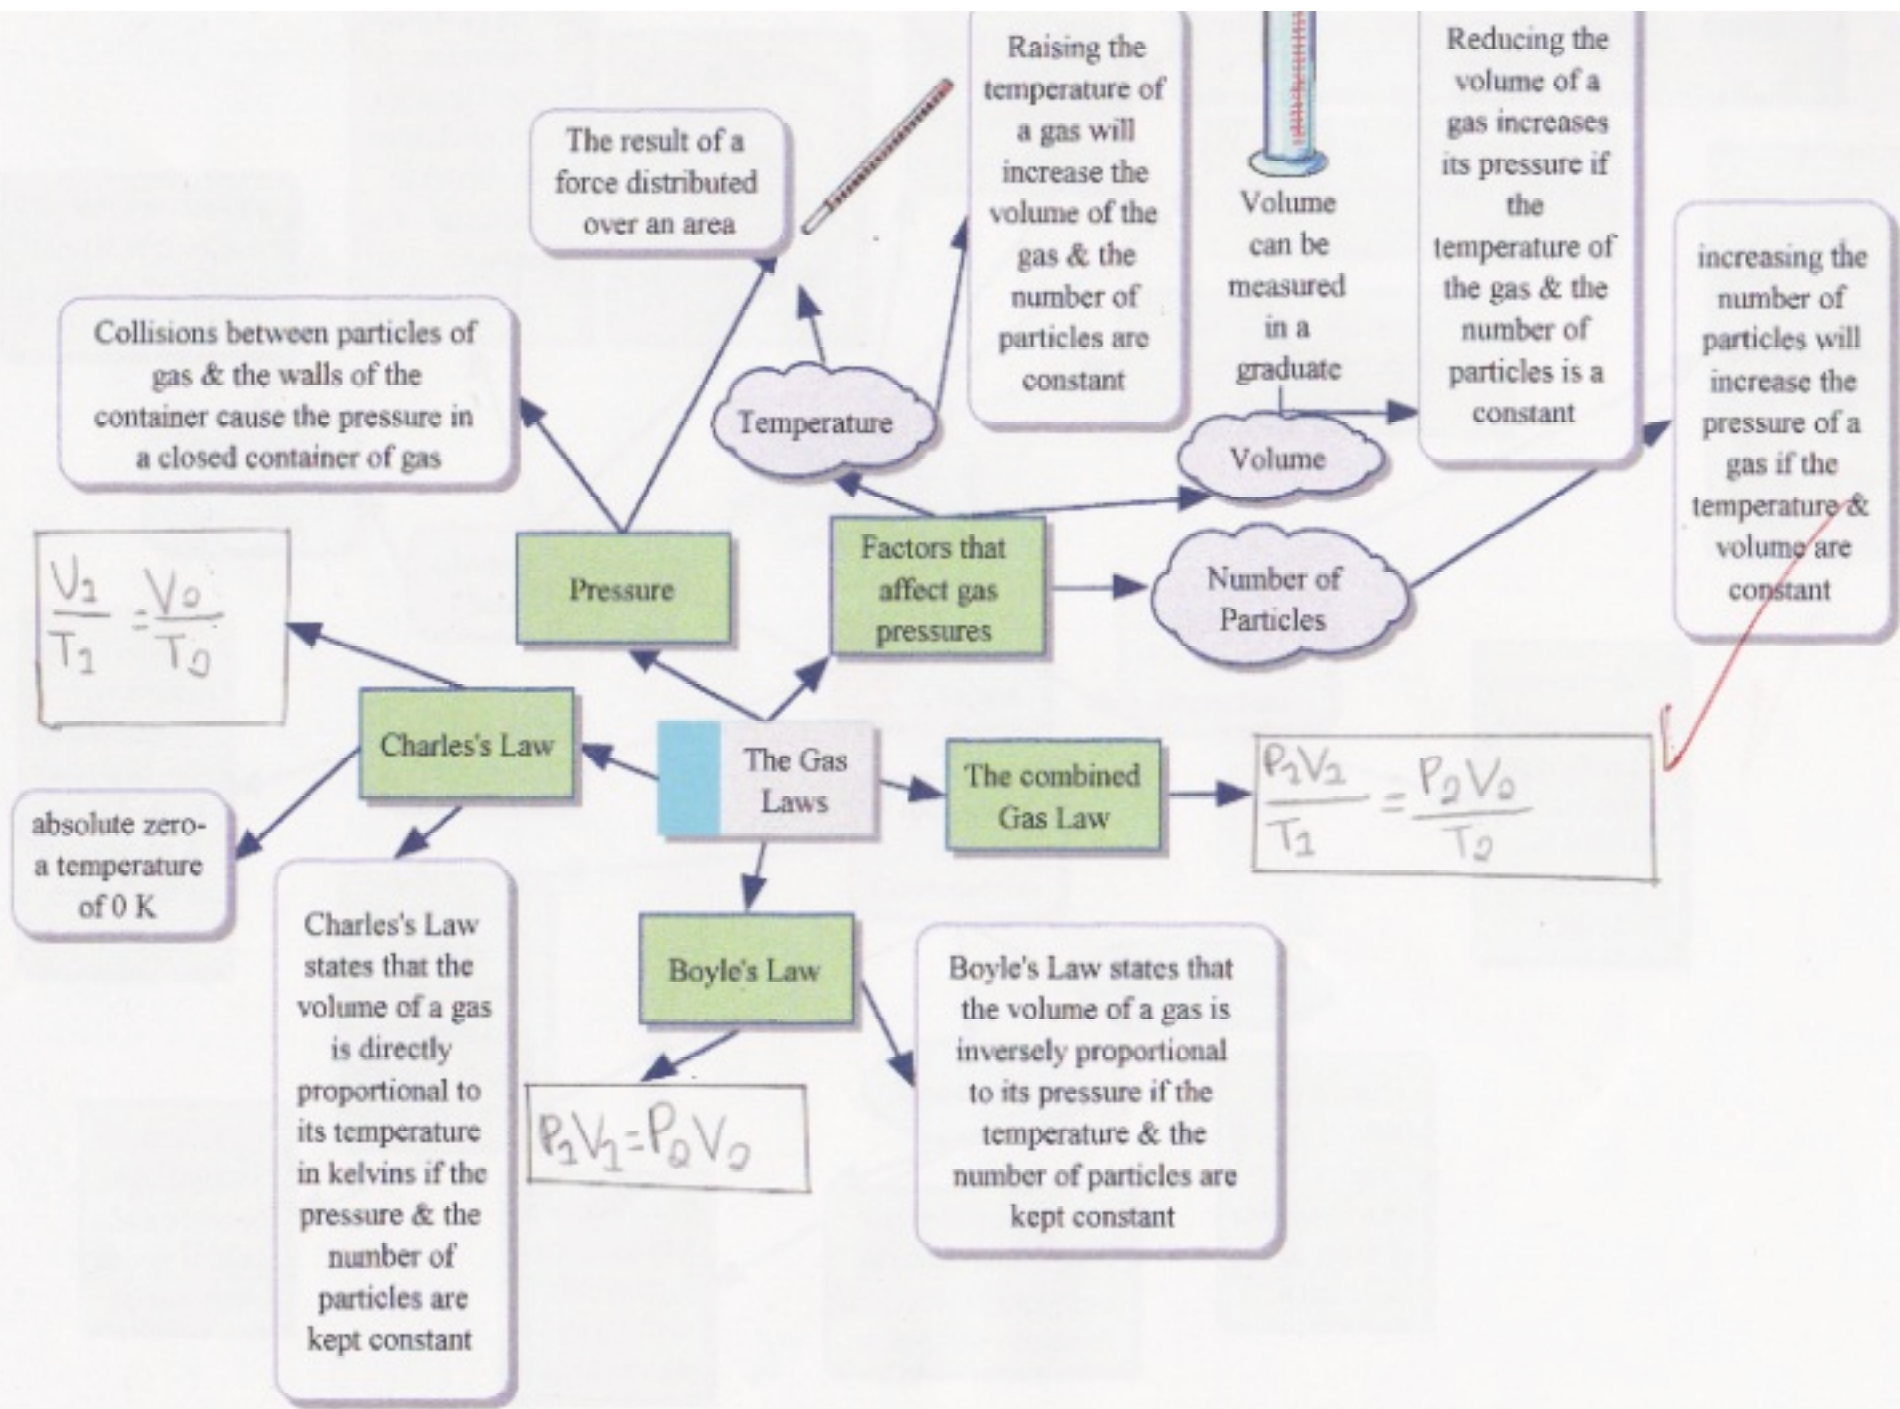 Raising the
temperature of
a gas will
increase the
volume of the
gas & the
number of
particles are
constant
Reducing the
volume of a
gas increases
its pressure if
the
temperature of
the gas & the
number of
particles is a
constant
The result of a
force distributed
over an area
Volume
can be
measured
in a
graduate
increasing the
number of
particles will
increase the
pressure of a
gas if the
temperature &
volume are
constant
Collisions between particles of
gas & the walls of the
container cause the pressure in
a closed container of gas
Temperature
Volume
Pressure
Factors that
affect gas
pressures
Number of
Particles
V1/T1 = V2/T2
Charles's Law
The Gas
Laws
The combined
Gas Law
P1V1/T1 = P2V2/T2
absolute zero-
a temperature
of 0 K
Charles's Law
states that the
volume of a gas
is directly
proportional to
its temperature
in kelvins if the
pressure & the
number of
particles are
kept constant
Boyle's Law
P1V1=P2V2
Boyle's Law states that
the volume of a gas is
inversely proportional
to its pressure if the
temperature & the
number of particles are
kept constant